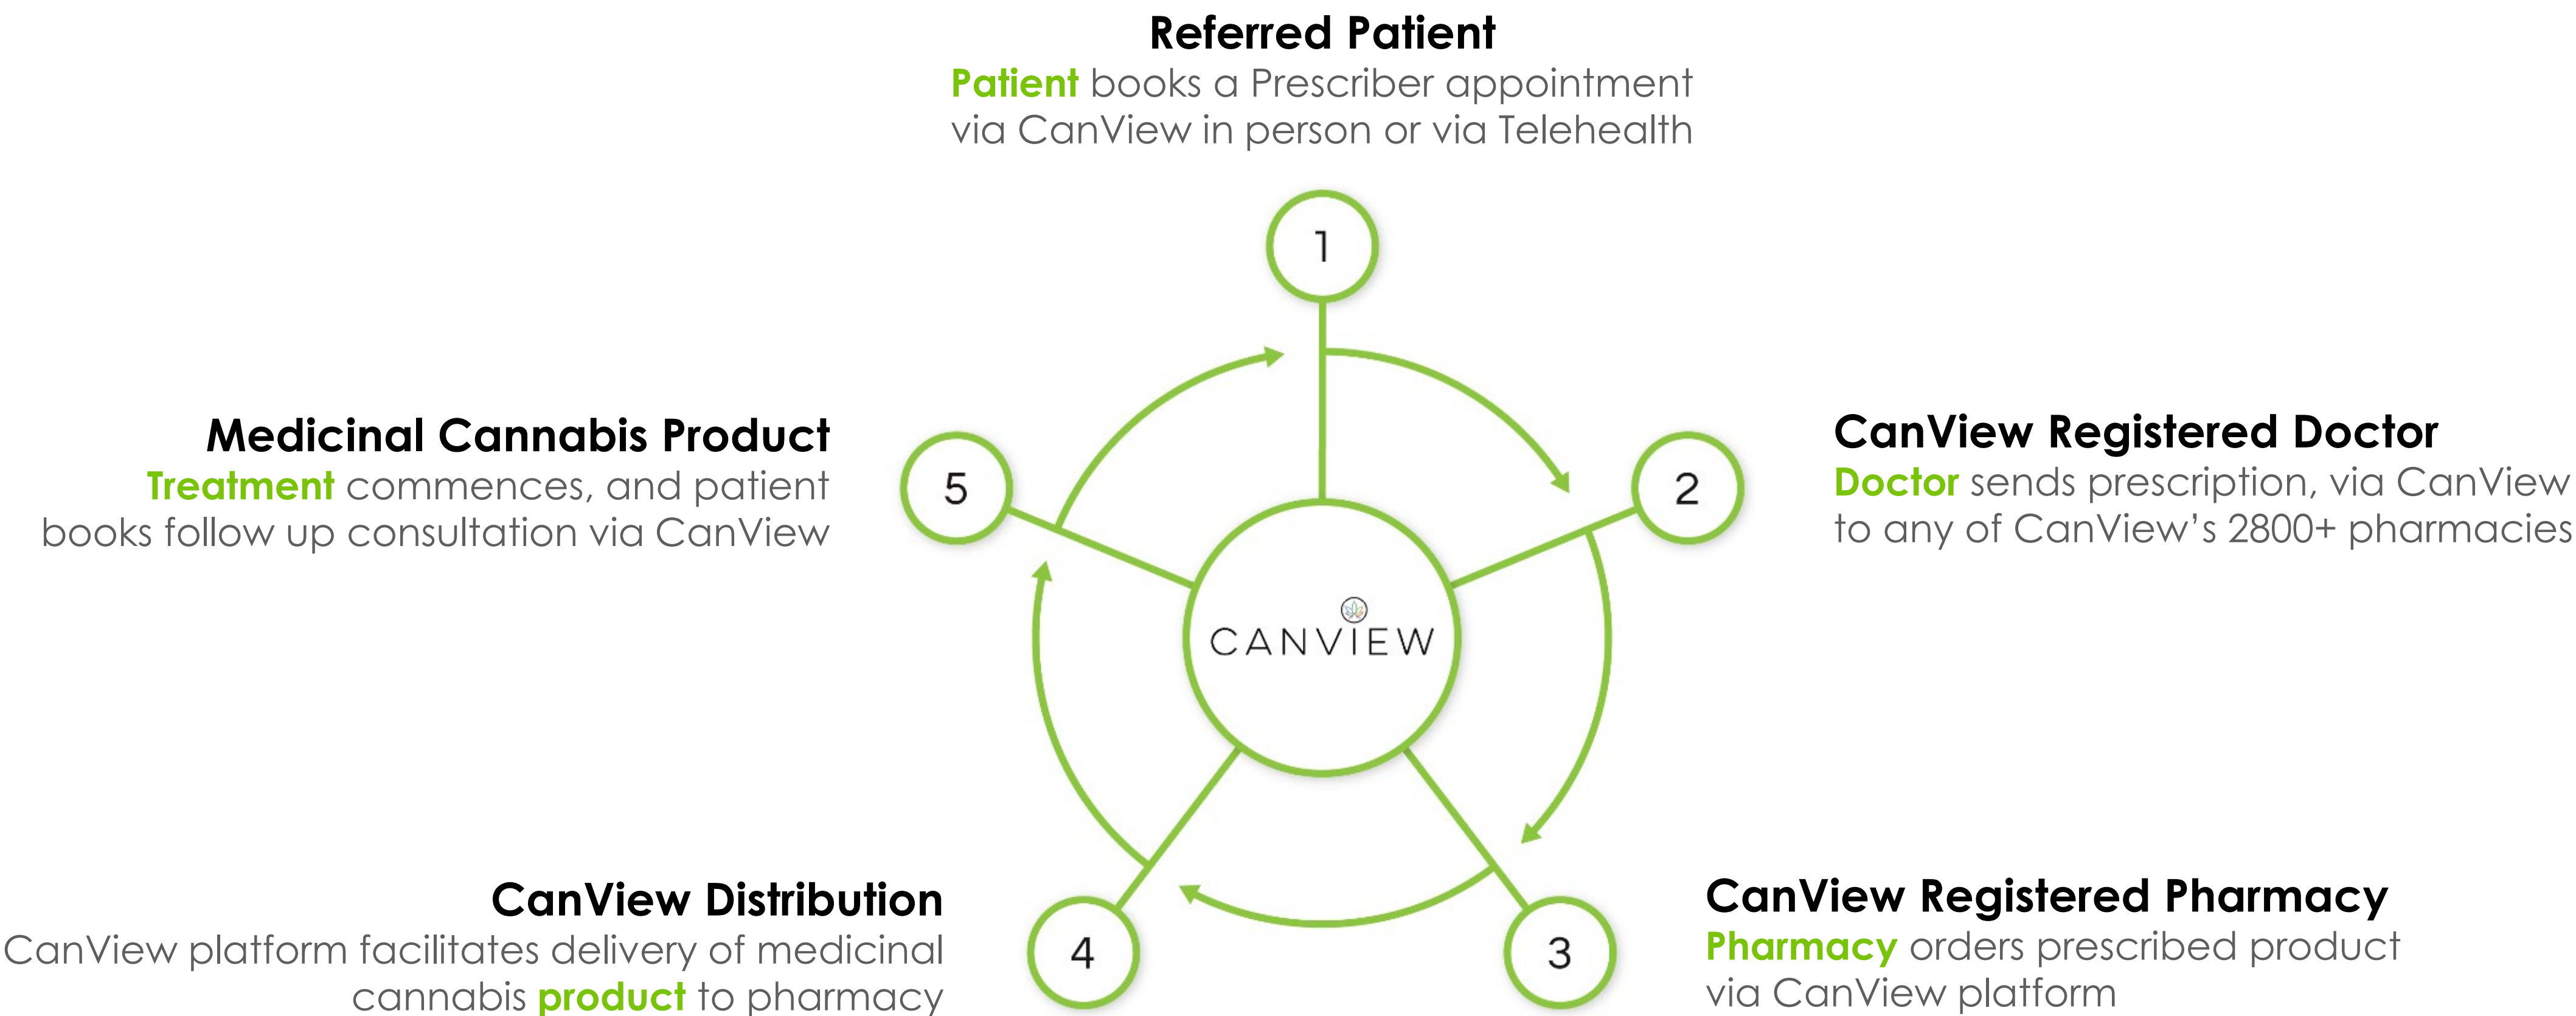 Referred Patient
Patient books a Prescriber appointment
via CanView in person or via Telehealth
1
CanView Registered Doctor
Doctor sends prescription, via CanView
to any of CanView's 2800+ pharmacies
2
CanView Registered Pharmacy
Pharmacy orders prescribed product
via CanView platform
3
CanView Distribution
CanView platform facilitates delivery of medicinal
cannabis product to pharmacy
4
Medicinal Cannabis Product
Treatment commences, and patient
books follow up consultation via CanView
5
CANVIEW